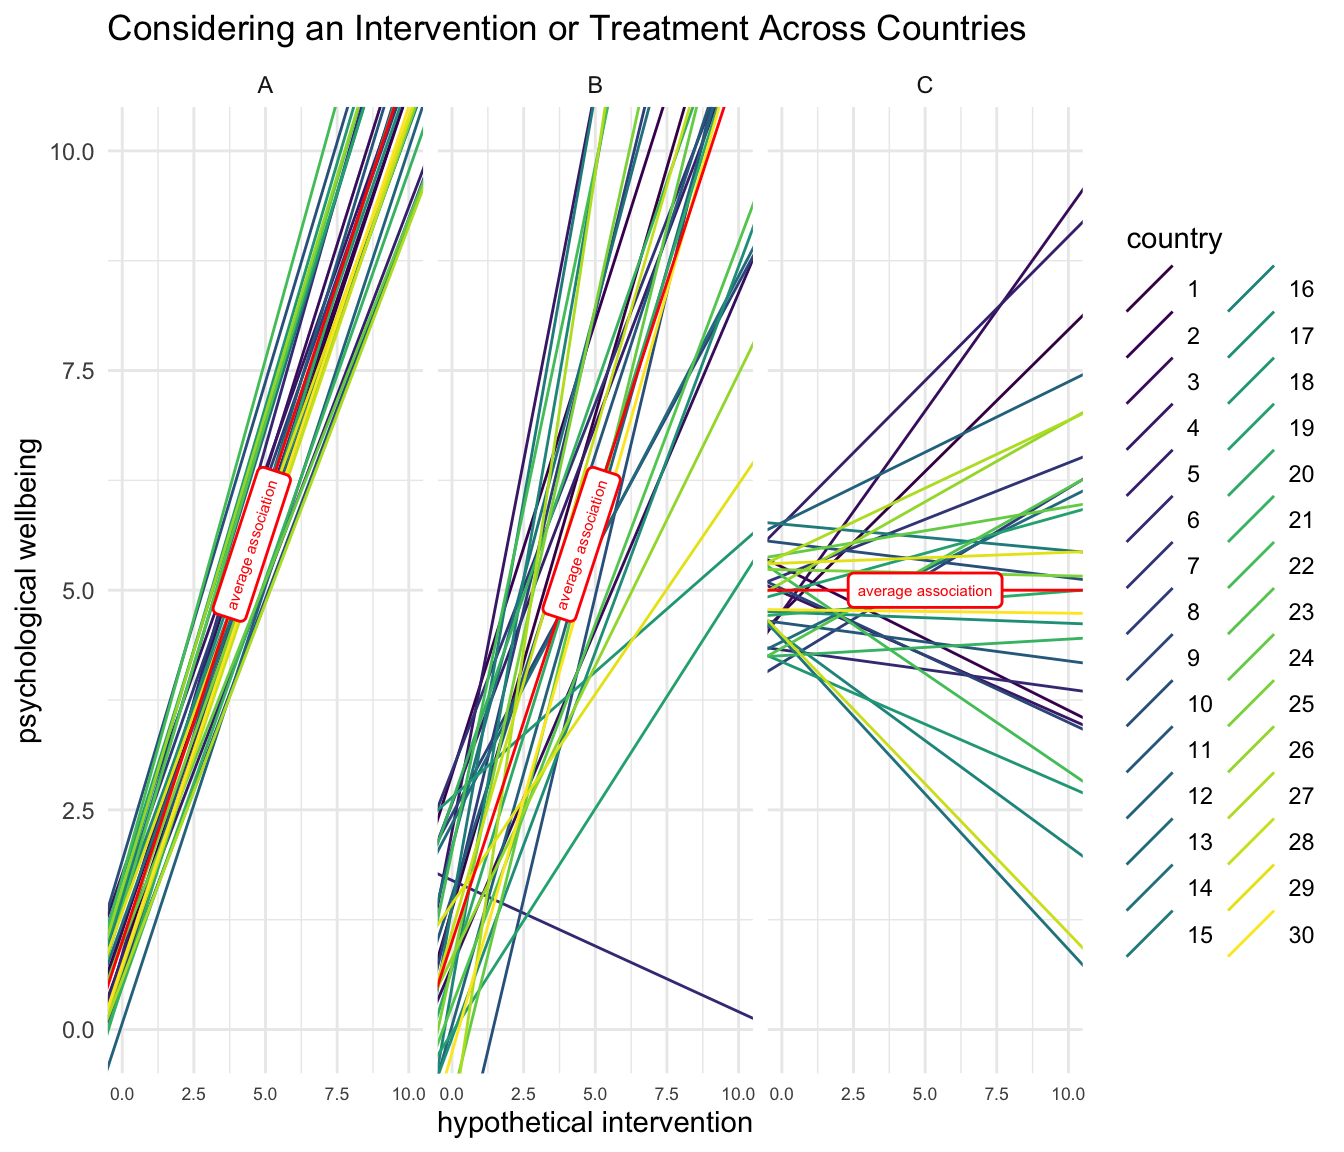 Considering an Intervention or Treatment Across Countries
A B C
psychological wellbeing
10.0
7.5
5.0
2.5
0.0
average association
average association
average association
0.0 2.5 5.0 7.5 10.0 0.0 2.5 5.0 7.5 10.0 0.0 2.5 5.0 7.5 10.0
hypothetical intervention
country
1 16
2 17
3 18
4 19
5 20
6 21
7 22
8 23
9 24
10 25
11 26
12 27
13 28
14 29
15 30